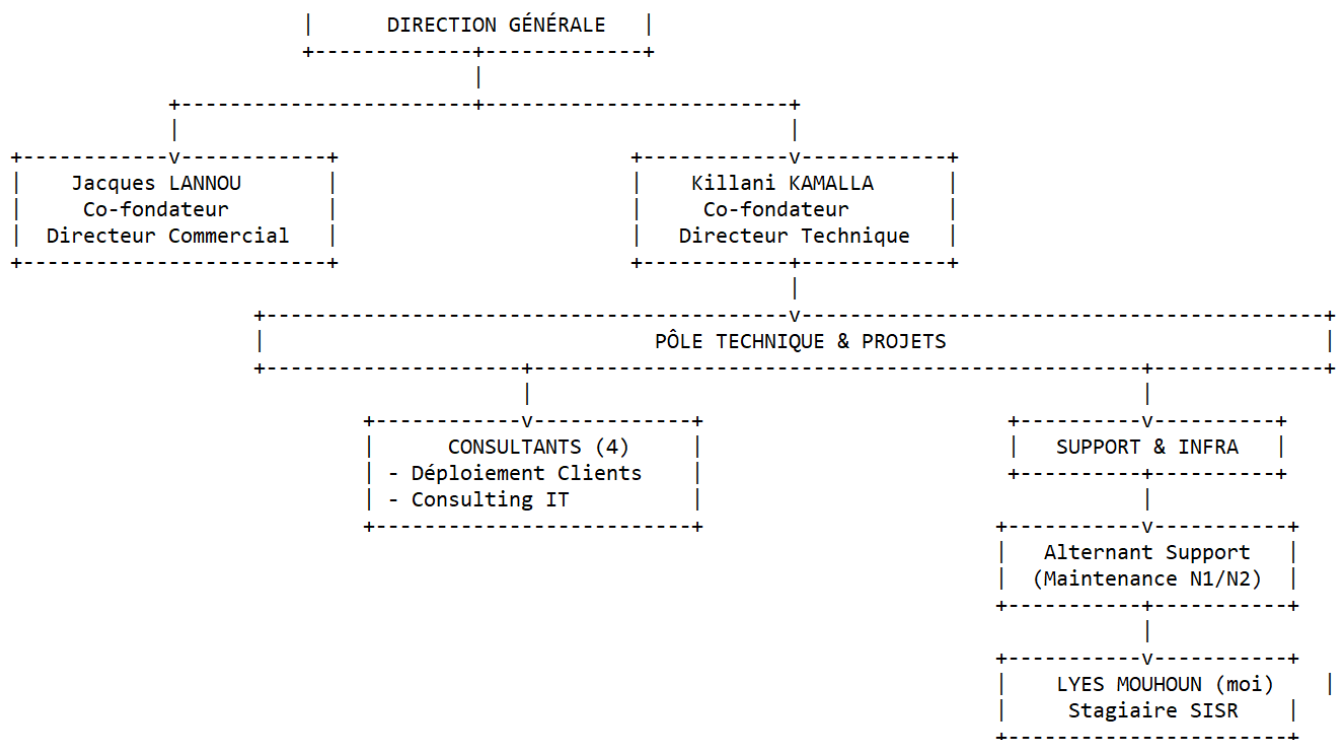 DIRECTION GÉNÉRALE
Jacques LANNOU
Co-fondateur
Directeur Commercial
Killani KAMALLA
Co-fondateur
Directeur Technique
PÔLE TECHNIQUE & PROJETS
CONSULTANTS (4)
- Déploiement Clients
- Consulting IT
SUPPORT & INFRA
Alternant Support
(Maintenance N1/N2)
LYES MOUHOUN (moi)
Stagiaire SISR